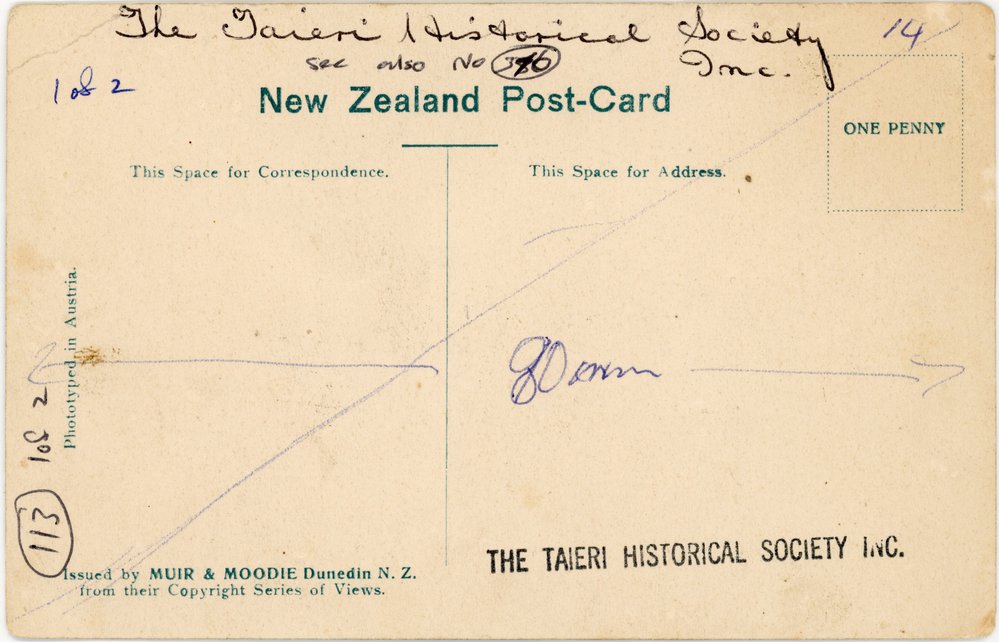 The Taieri Historical Society
Inc.
14
see also No
1 of 2
New Zealand Post-Card
ONE PENNY
This Space for Correspondence.
This Space for Address.
Phototyped in Austria.
1 of 2
113
THE TAIERI HISTORICAL SOCIETY INC.
Issued by MUIR & MOODIE Dunedin N. Z.
from their Copyright Series of Views.